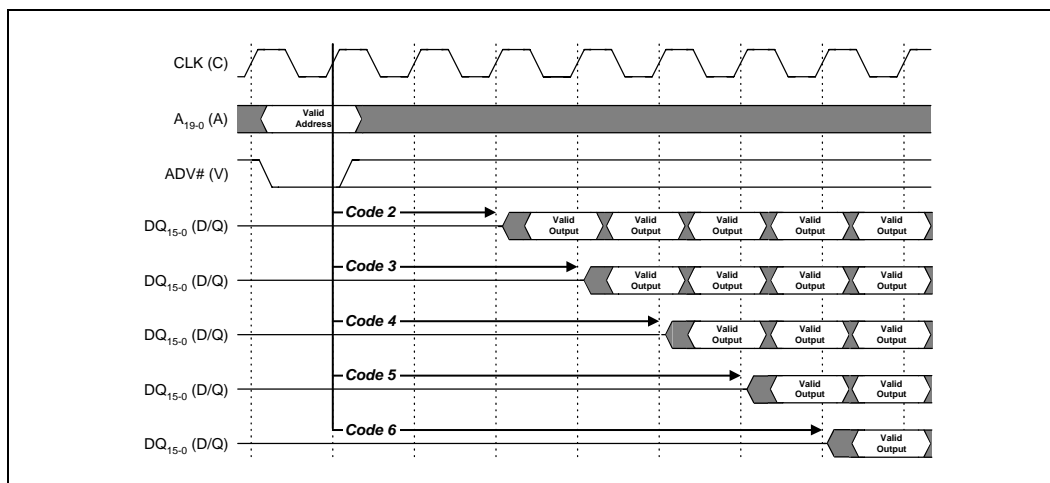 CLK (C)
A19-0 (A)
Valid
Address
ADV# (V)
Code 2
DQ15-0 (D/Q)
Valid
Output
Valid
Output
Valid
Output
Valid
Output
Valid
Output
Code 3
DQ15-0 (D/Q)
Valid
Output
Valid
Output
Valid
Output
Valid
Output
Code 4
DQ15-0 (D/Q)
Valid
Output
Valid
Output
Valid
Output
Code 5
DQ15-0 (D/Q)
Valid
Output
Valid
Output
Code 6
DQ15-0 (D/Q)
Valid
Output